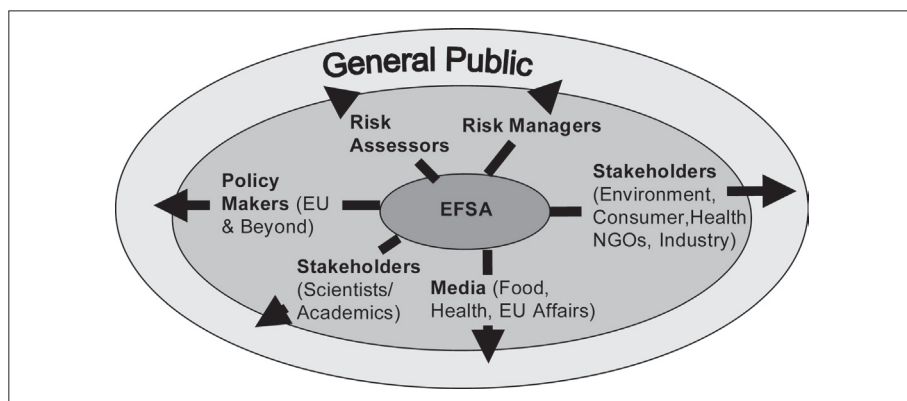 General Public
Risk
Assessors
Risk Managers
Policy
Makers (EU
& Beyond)
EFSA
Stakeholders
(Environment,
Consumer,Health
NGOs, Industry)
Stakeholders
(Scientists/
Academics)
Media (Food,
Health, EU Affairs)